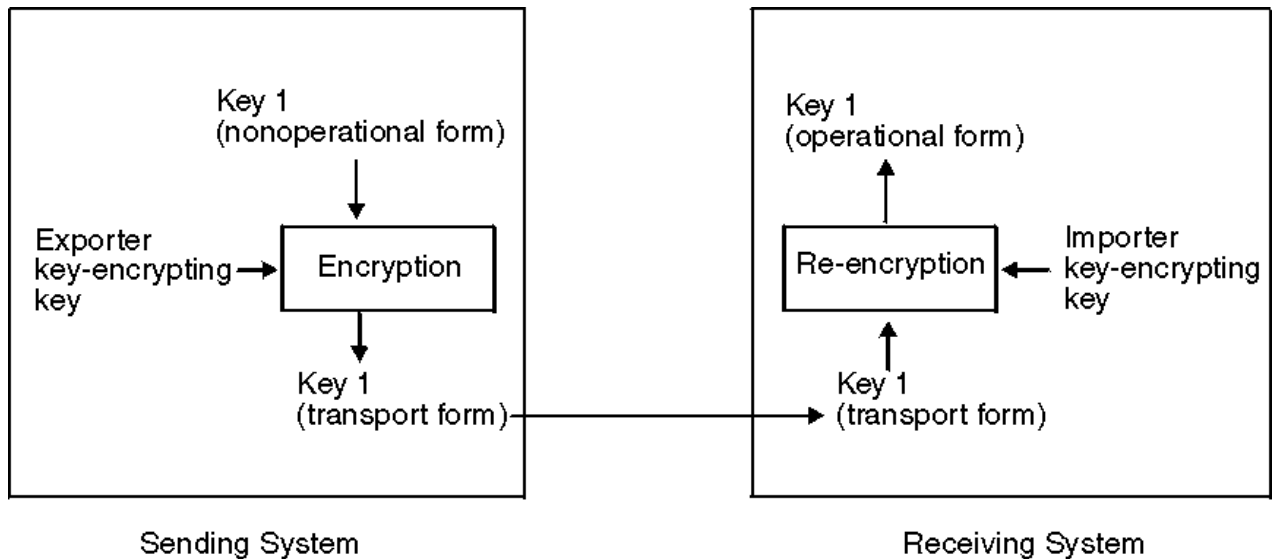 Key 1
(nonoperational form)
Exporter
key-encrypting
key
Encryption
Key 1
(transport form)
Sending System
Key 1
(operational form)
Re-encryption
Importer
key-encrypting
key
Key 1
(transport form)
Receiving System